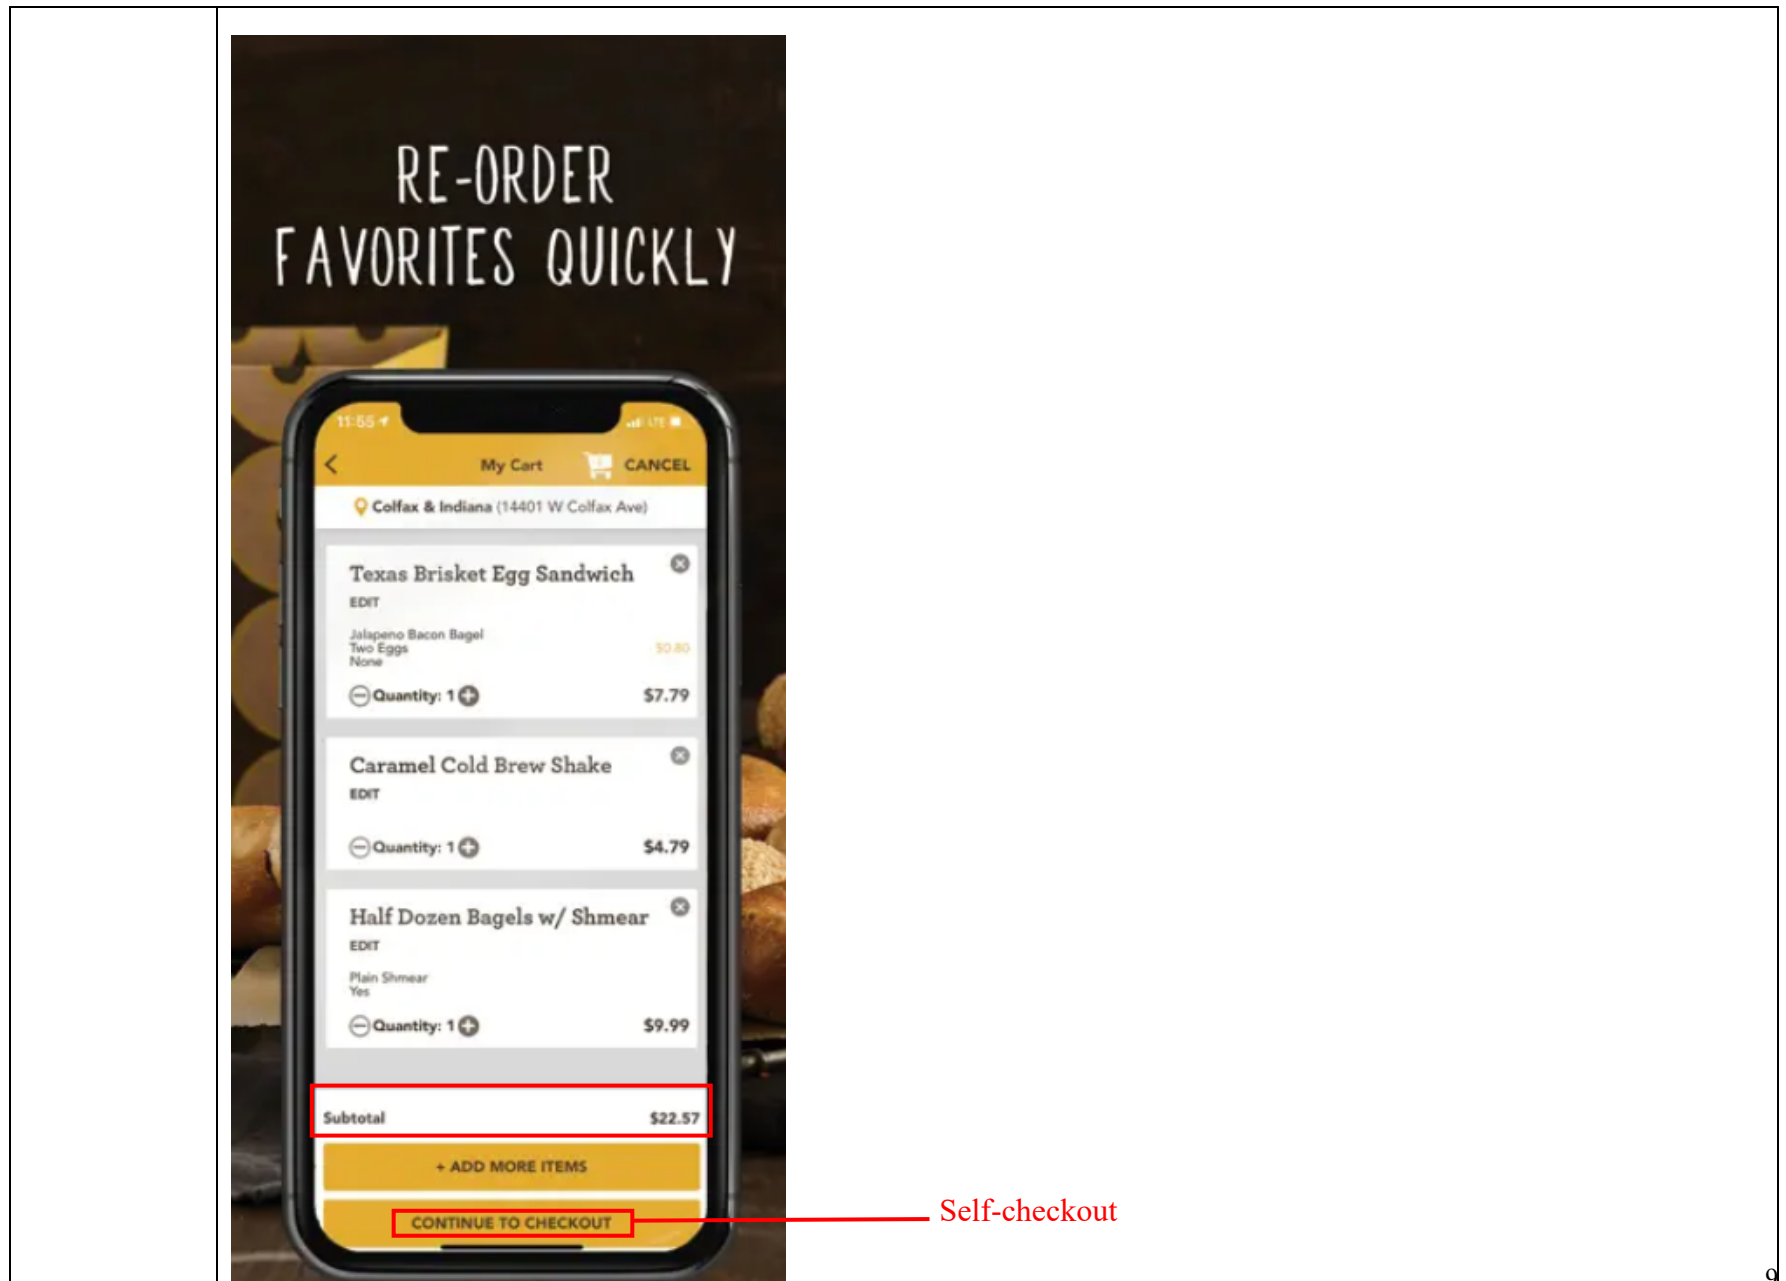 RE-ORDER
FAVORITES QUICKLY
11:55
LTE
My Cart
CANCEL
Colfax & Indiana (14401 W Colfax Ave)
Texas Brisket Egg Sandwich
EDIT
Jalapeno Bacon Bagel
Two Eggs
$0.80
None
Quantity: 1
$7.79
Caramel Cold Brew Shake
EDIT
Quantity: 1
$4.79
Half Dozen Bagels w/ Shmear
EDIT
Plain Shmear
Yes
Quantity: 1
$9.99
Subtotal
$22.57
+ ADD MORE ITEMS
CONTINUE TO CHECKOUT
Self-checkout